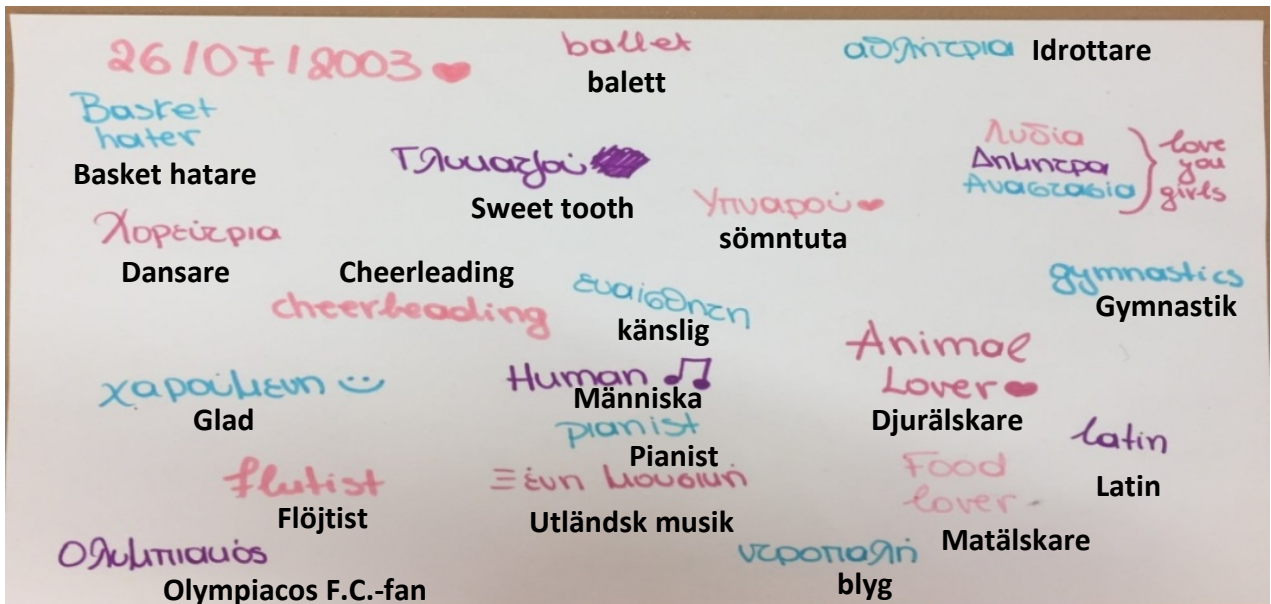 26/07/2003
ballet
balett
αθλήτρια Idrottare
Basket
hater
Basket hatare
Γλυκατζού
Sweet tooth
Λυδία
Δημητρα
Αναστασία
love
you
girls
Υπναρού
sömntuta
Χορεύτρια
Dansare
Cheerleading
cheerleading
ευαίσθητη
känslig
gymnastics
Gymnastik
Animal
Lover
Djurälskare
χαρούμενη
Glad
Human
Människa
pianist
Pianist
latin
Latin
flutist
Flöjtist
Ξένη μουσική
Utländsk musik
Food
lover
Matälskare
Ολυμπιακός
Olympiacos F.C.-fan
ντροπαλή
blyg